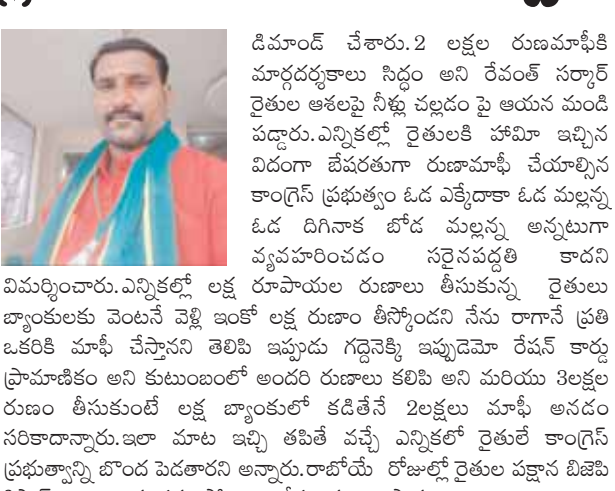 డిమాండ్ చేశారు.2 లక్షల రుణమాఫీకి
మార్గదర్శకాలు సిద్ధం అని రేవంత్ సర్కార్
రైతుల ఆశలపై నీళ్లు చల్లడం పై ఆయన మండి
పడ్డారు.ఎన్నికల్లో రైతులకి హామీ ఇచ్చిన
విదంగా బేషరతుగా రుణామాఫీ చేయాల్సిన
కాంగ్రెస్ ప్రభుత్వం ఓడ ఎక్కేదాకా ఓడ మల్లన్న
ఓడ దిగినాక బోడ మల్లన్న అన్నటుగా
వ్యవహరించడం సరైనపద్దతి కాదని
విమర్శించారు.ఎన్నికల్లో లక్ష రూపాయల రుణాలు తీసుకున్న రైతులు
బ్యాంకులకు వెంటనే వెళ్లి ఇంకో లక్ష రుణాం తీస్కోండని నేను రాగానే ప్రతి
ఒకరికి మాఫీ చేస్తానని తెలిపి ఇప్పుడు గద్దెనెక్కి ఇప్పుడెమో రేషన్ కార్డు
ప్రామాణికం అని కుటుంబంలో అందరి రుణాలు కలిపి అని మరియు 3లక్షల
రుణం తీసుకుంటే లక్ష బ్యాంకులో కడితేనే 2లక్షలు మాఫీ అనడం
సరికాదాన్నారు.ఇలా మాట ఇచ్చి తపితే వచ్చే ఎన్నికలో రైతులే కాంగ్రెస్
ప్రభుత్వాన్ని బొంద పెడతారని అన్నారు.రాబోయే రోజుల్లో రైతుల పక్షాన బిజెపి